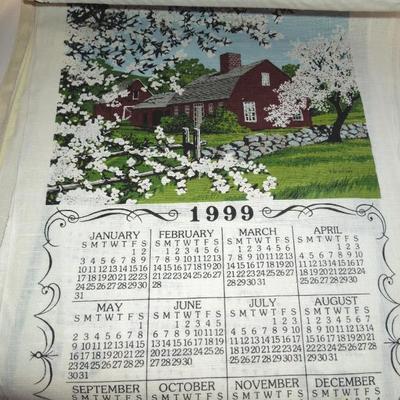 1999
JANUARY
S M T W T F S
1 2
3 4 5 6 7 8 9
10 11 12 13 14 15 16
17 18 19 20 21 22 23
24 25 26 27 28 29 30
31
FEBRUARY
S M T W T F S
1 2 3 4 5 6
7 8 9 10 11 12 13
14 15 16 17 18 19 20
21 22 23 24 25 26 27
28
MARCH
S M T W T F S
1 2 3 4 5 6
7 8 9 10 11 12 13
14 15 16 17 18 19 20
21 22 23 24 25 26 27
28 29 30 31
APRIL
S M T W T F S
1 2 3
4 5 6 7 8 9 10
11 12 13 14 15 16 17
18 19 20 21 22 23 24
25 26 27 28 29 30
MAY
S M T W T F S
1
2 3 4 5 6 7 8
9 10 11 12 13 14 15
16 17 18 19 20 21 22
23 24 25 26 27 28 29
30 31
JUNE
S M T W T F S
1 2 3 4 5
6 7 8 9 10 11 12
13 14 15 16 17 18 19
20 21 22 23 24 25 26
27 28 29 30
JULY
S M T W T F S
1 2 3
4 5 6 7 8 9 10
11 12 13 14 15 16 17
18 19 20 21 22 23 24
25 26 27 28 29 30 31
AUGUST
S M T W T F S
1 2 3 4 5 6 7
8 9 10 11 12 13 14
15 16 17 18 19 20 21
22 23 24 25 26 27 28
29 30 31
SEPTEMBER
OCTOBER
NOVEMBER
DECEMBER